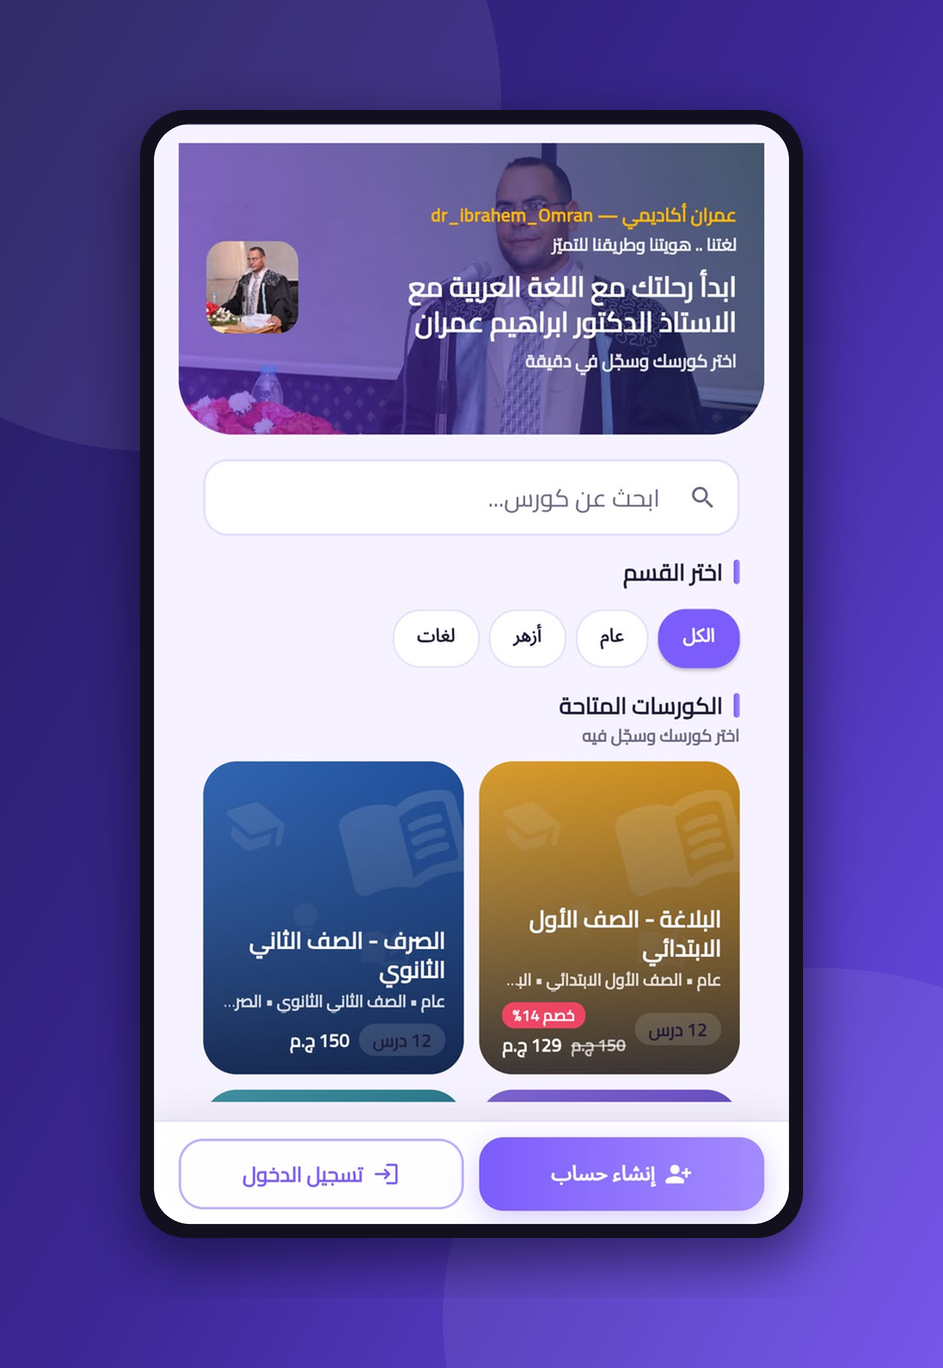 عمران أكاديمي — dr_ibrahem_Omran
لغتنا .. هويتنا وطريقنا للتميّز
ابدأ رحلتك مع اللغة العربية مع
الاستاذ الدكتور ابراهيم عمران
اختر كورسك وسجّل في دقيقة
ابحث عن كورس...
اختر القسم
الكل
عام
أزهر
لغات
الكورسات المتاحة
اختر كورسك وسجّل فيه
البلاغة - الصف الأول
الابتدائي
عام • الصف الأول الابتدائي • الب...
خصم 14%
12 درس
150 ج.م 129 ج.م
الصرف - الصف الثاني
الثانوي
عام • الصف الثاني الثانوي • الصر...
12 درس
150 ج.م
إنشاء حساب
تسجيل الدخول